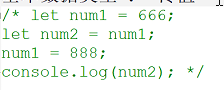 /* let num1 = 666;
let num2 = num1;
num1 = 888;
console.log(num2); */